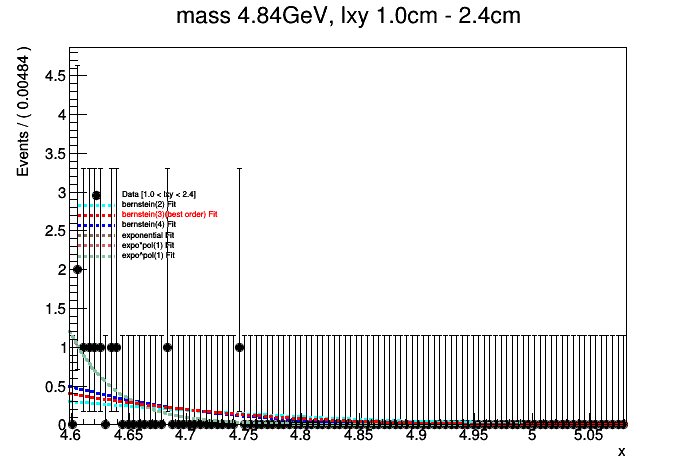 mass 4.84GeV, lxy 1.0cm - 2.4cm
Events / ( 0.00484 )
4.5
4
3.5
3
2.5
2
1.5
1
0.5
0
Data [1.0 < lxy < 2.4]
bernstein(2) Fit
bernstein(3)(best order) Fit
bernstein(4) Fit
exponential Fit
expo*pol(1) Fit
expo*pol(1) Fit
4.6 4.65 4.7 4.75 4.8 4.85 4.9 4.95 5 5.05
x